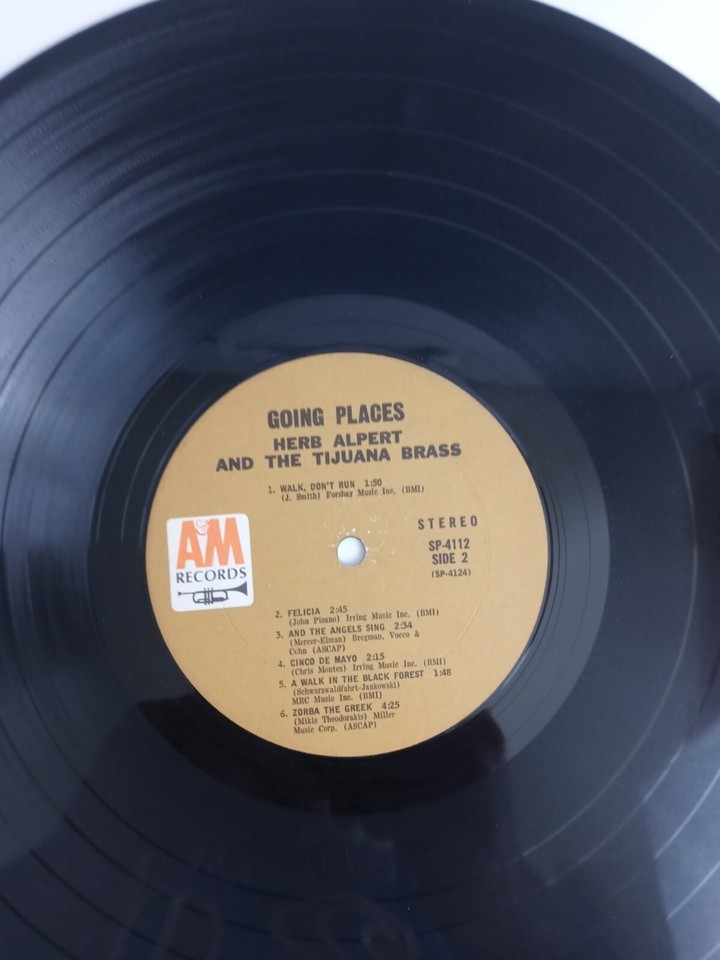 GOING PLACES
HERB ALPERT
AND THE TIJUANA BRASS
1. WALK, DON'T RUN 1:50
(J. Smith) Forshay Music Inc. (BMI)
STEREO
SP-4112
SIDE 2
(SP-4124)
A&M
RECORDS
2. FELICIA 2:45
(John Pisano) Irving Music Inc. (BMI)
3. AND THE ANGELS SING 2:34
(Mercer-Elman) Bregman, Vocco &
Cohn (ASCAP)
4. CINCO DE MAYO 2:15
(Chris Montez) Irving Music Inc. (BMI)
5. A WALK IN THE BLACK FOREST 1:48
(Schwarzwaldfahrt-Jankowski)
MRC Music Inc. (BMI)
6. ZORBA THE GREEK 4:25
(Mikis Theodorakis) Miller
Music Corp. (ASCAP)